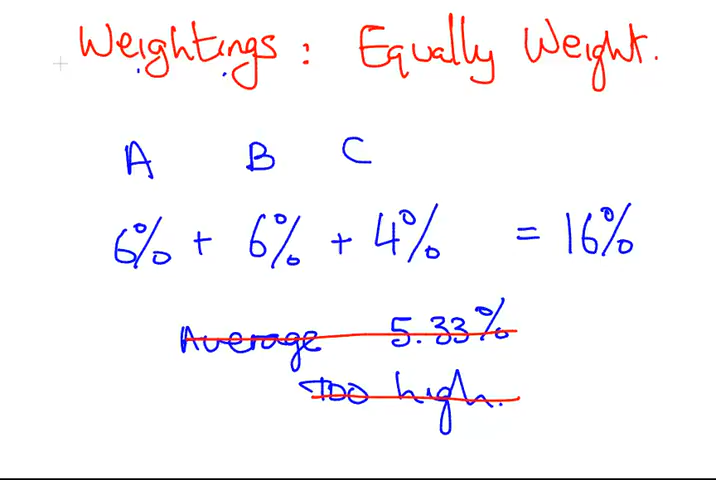 Weightings: Equally Weight.
A B C
6% + 6% + 4% = 16%
Average 5.33%
Too high.